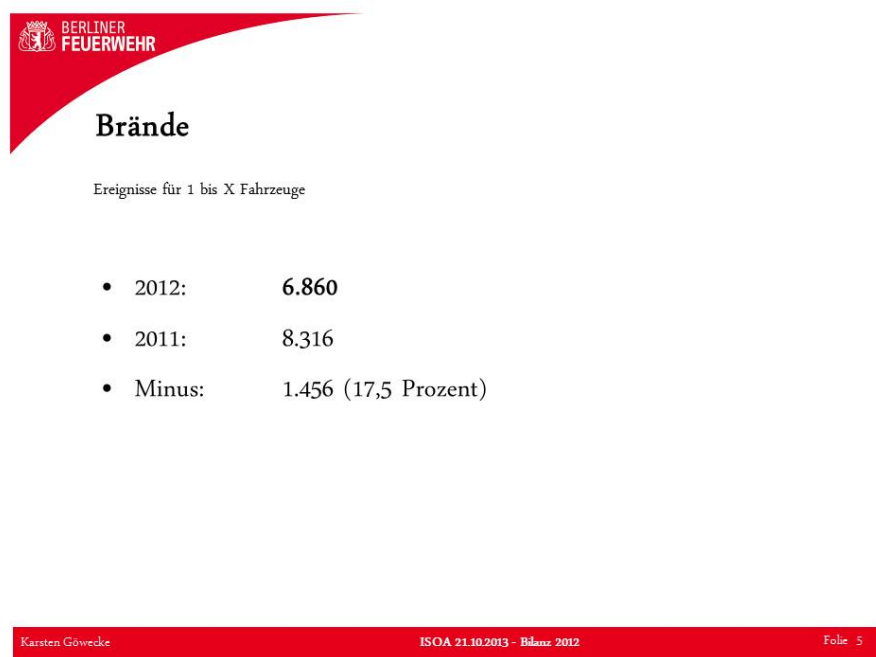 BERLINER
FEUERWEHR
Brände
Ereignisse für 1 bis X Fahrzeuge
• 2012: 6.860
• 2011: 8.316
• Minus: 1.456 (17,5 Prozent)
Karsten Göwecke ISOA 21.10.2013 - Bilanz 2012 Folie 5